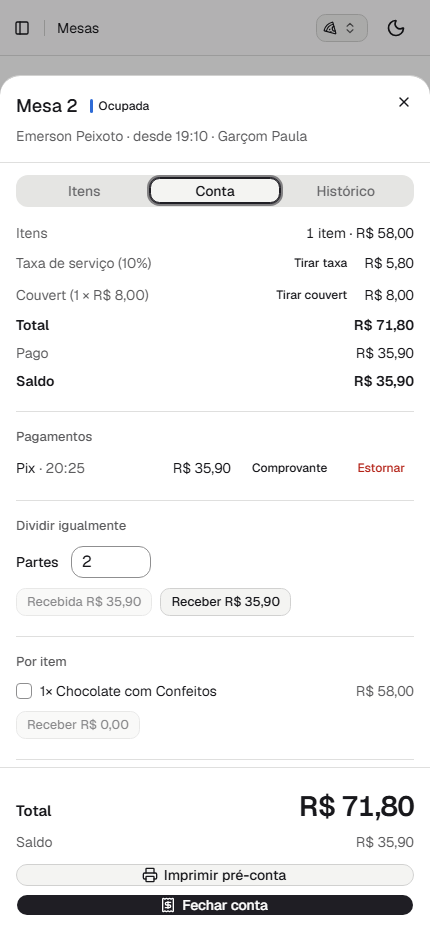 Mesas
Mesa 2 Ocupada
Emerson Peixoto · desde 19:10 · Garçom Paula
Itens Conta Histórico
Itens 1 item · R$ 58,00
Taxa de serviço (10%) Tirar taxa R$ 5,80
Couvert (1 × R$ 8,00) Tirar couvert R$ 8,00
Total R$ 71,80
Pago R$ 35,90
Saldo R$ 35,90
Pagamentos
Pix · 20:25 R$ 35,90 Comprovante Estornar
Dividir igualmente
Partes 2
Recebida R$ 35,90 Receber R$ 35,90
Por item
1× Chocolate com Confeitos R$ 58,00
Receber R$ 0,00
Total R$ 71,80
Saldo R$ 35,90
Imprimir pré-conta
Fechar conta